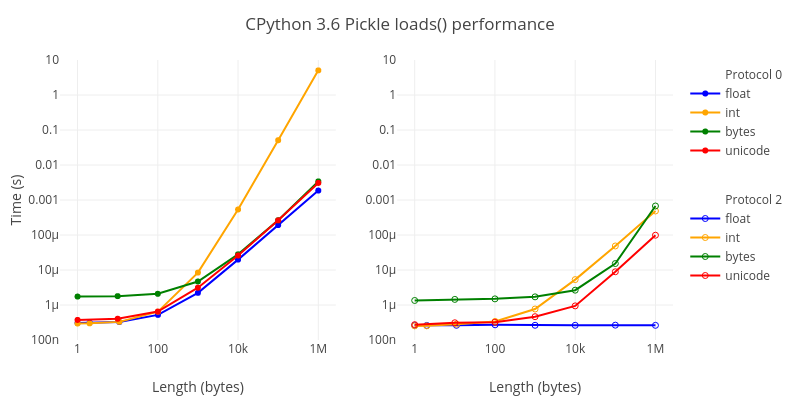 CPython 3.6 Pickle loads() performance
Time (s)
10
1
0.1
0.01
0.001
100μ
10μ
1μ
100n
1
100
10k
1M
Length (bytes)
10
1
0.1
0.01
0.001
100μ
10μ
1μ
100n
1
100
10k
1M
Length (bytes)
Protocol 0
float
int
bytes
unicode
Protocol 2
float
int
bytes
unicode